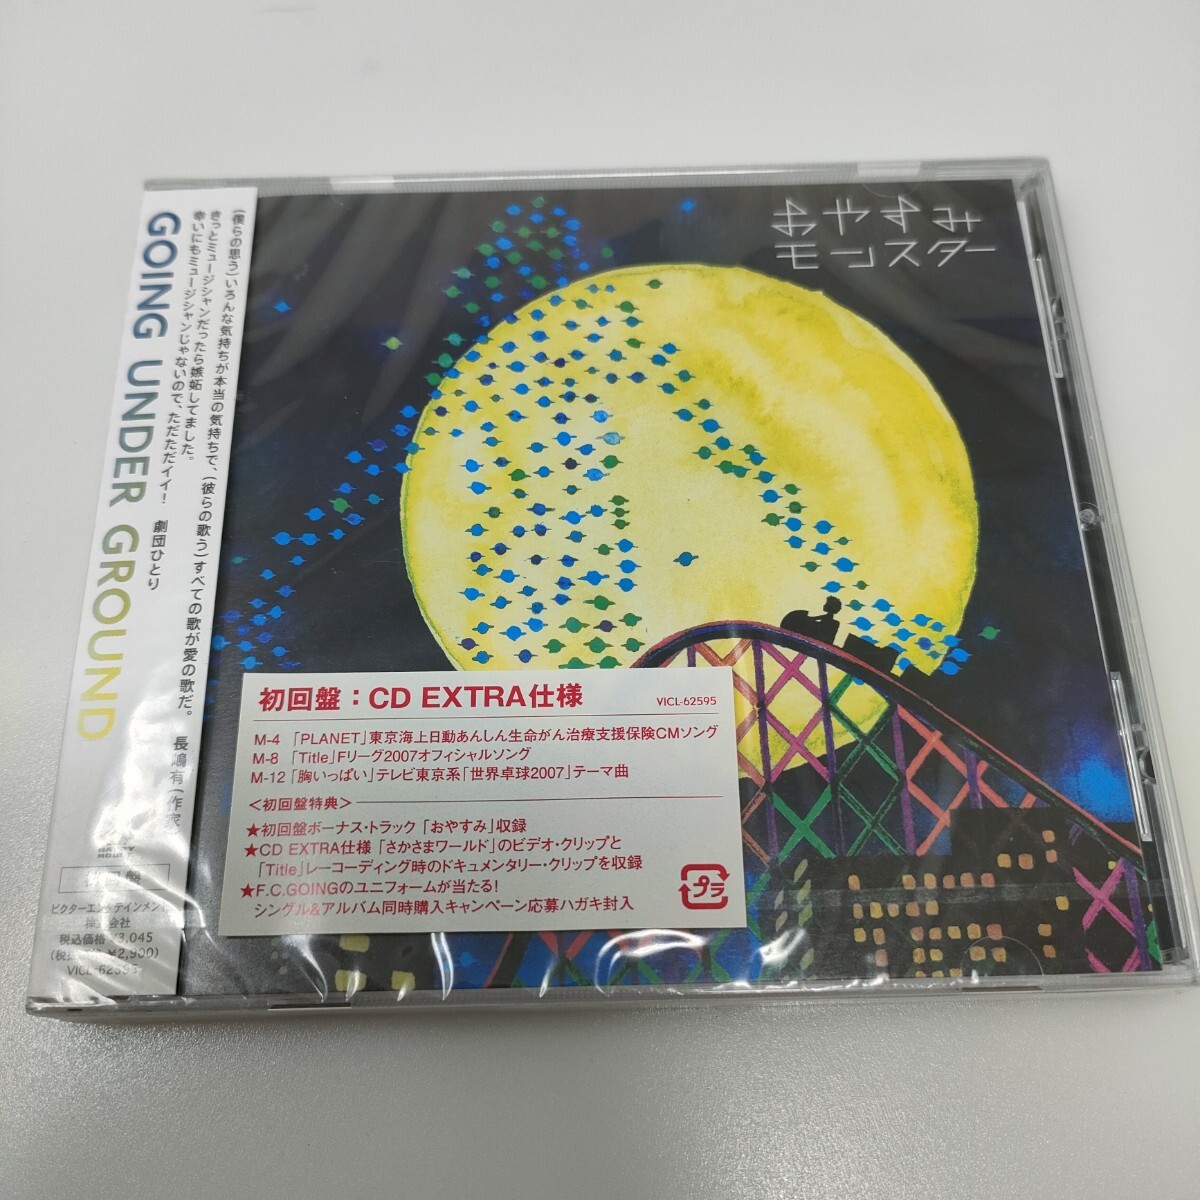 おやすみ
モンスター
(僕らの思う)いろんな気持ちが本当の気持ちで、(彼らの歌う)すべての歌が愛の歌だ。 長嶋有(作家)
きっとミュージシャンだったら嫉妬してました。
幸いにもミュージシャンじゃないので、ただただイイ! 劇団ひとり
GOING UNDER GROUND
初回盤
ビクターエンタテインメント
株式会社
税込価格 ¥3,045
(税抜価格 ¥2,900)
VICL-62595
初回盤:CD EXTRA仕様 VICL-62595
M-4 「PLANET」東京海上日動あんしん生命がん治療支援保険CMソング
M-8 「Title」Fリーグ2007オフィシャルソング
M-12「胸いっぱい」テレビ東京系「世界卓球2007」テーマ曲
<初回盤特典>
★初回盤ボーナス・トラック 「おやすみ」収録
★CD EXTRA仕様 「さかさまワールド」のビデオ・クリップと
「Title」レーコーディング時のドキュメンタリー・クリップを収録
★F.C.GOINGのユニフォームが当たる!
シングル&アルバム同時購入キャンペーン応募ハガキ封入
プラ